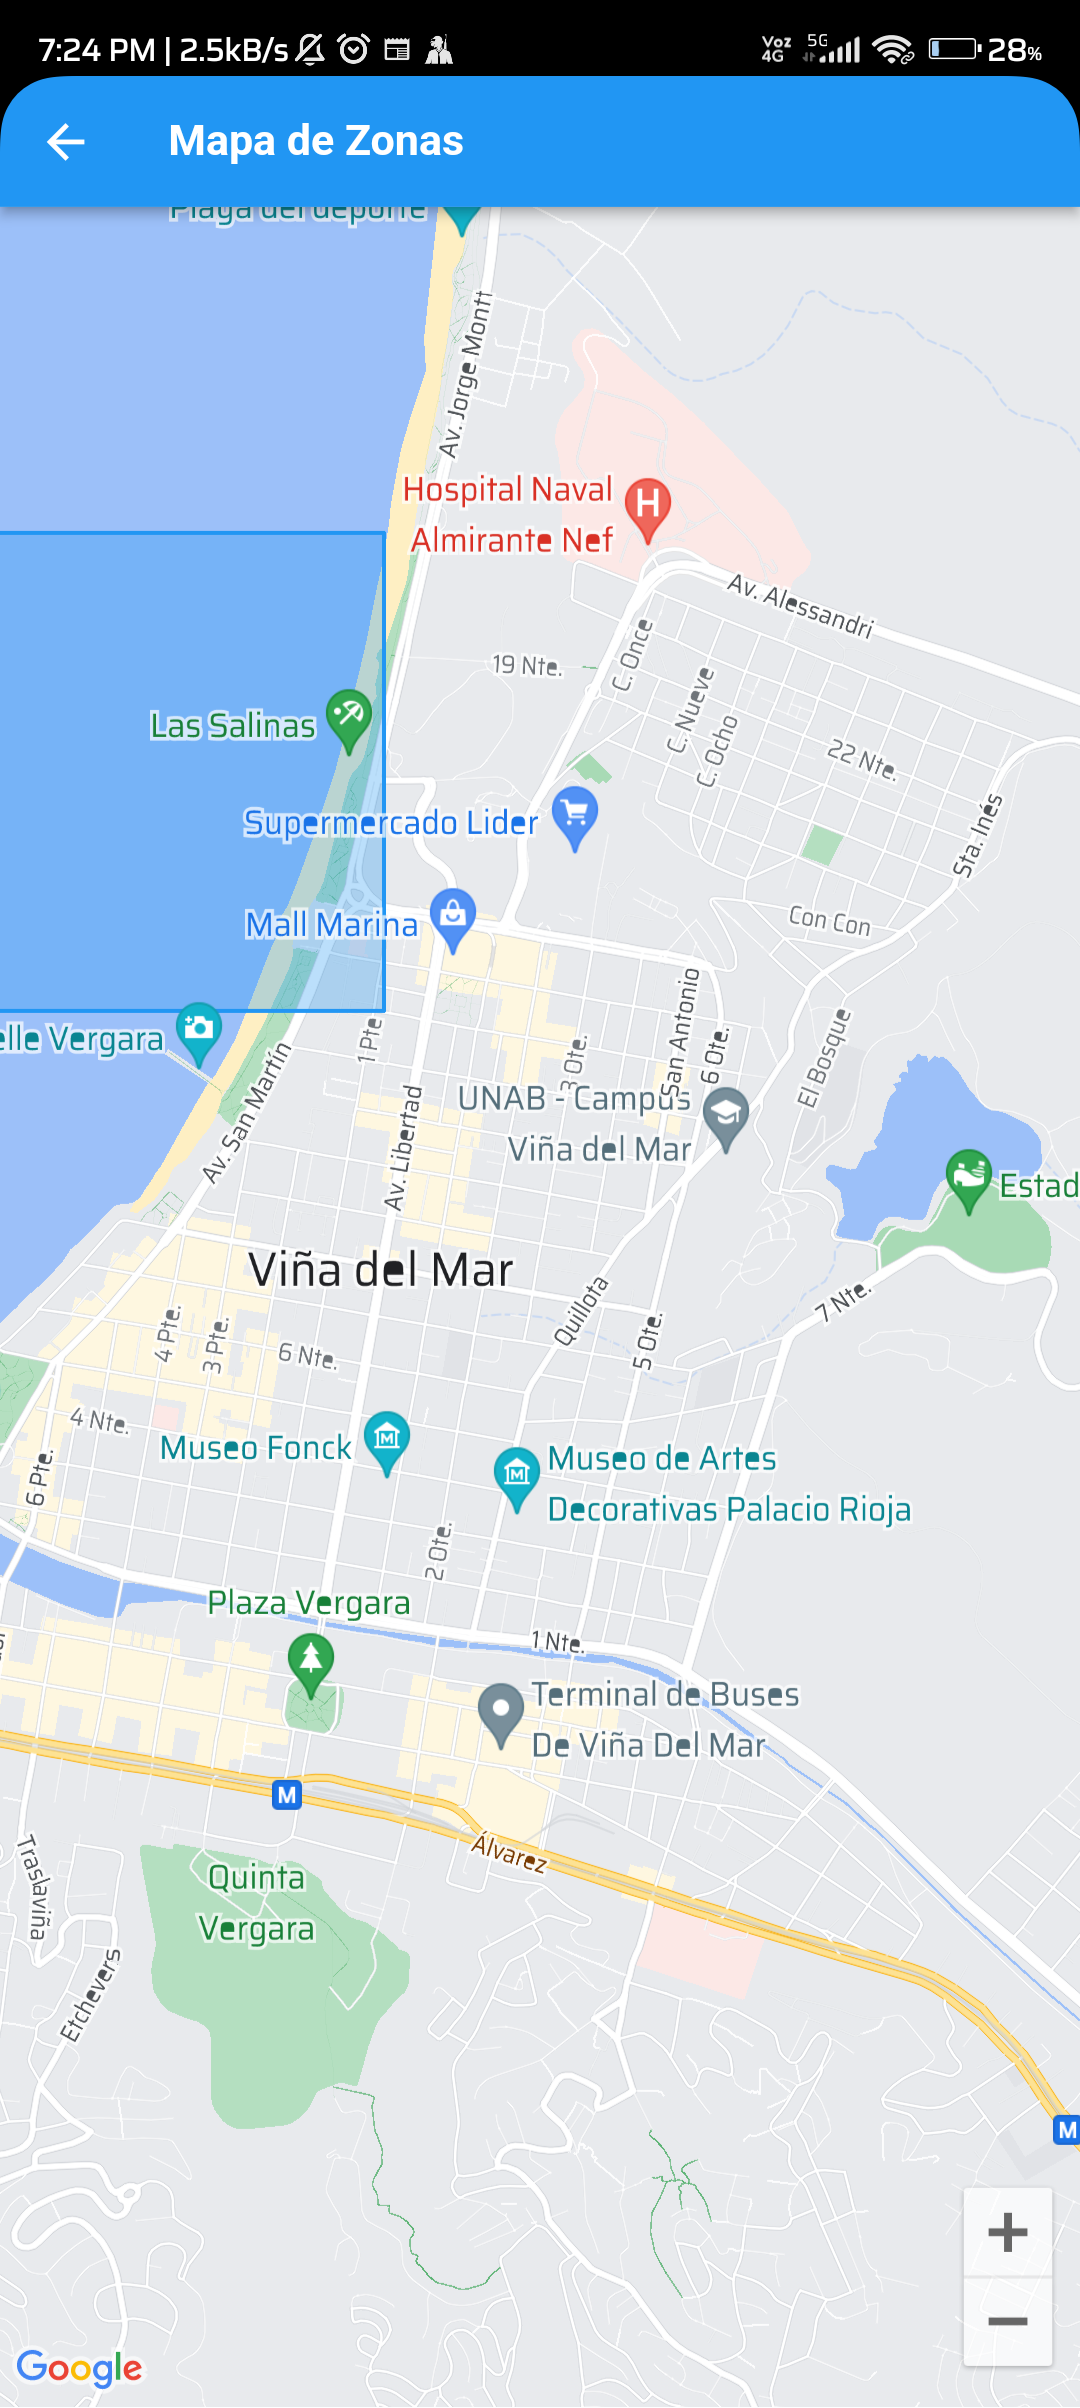 7:24 PM | 2.5kB/s
Voz 4G 5G 28%
Mapa de Zonas
Playa del deporte
Av. Jorge Montt
Hospital Naval
Almirante Nef
Av. Alessandri
19 Nte.
C. Once
C. Nueve
C. Ocho
22 Nte.
Las Salinas
Supermercado Lider
Sta. Inés
Mall Marina
Con Con
elle Vergara
1 Pte
3 Ote.
San Antonio
6 Ote.
El Bosque
Av. San Martín
Av. Libertad
UNAB - Campus
Viña del Mar
Estad
Viña del Mar
7 Nte.
4 Pte.
3 Pte.
6 Nte.
Quillota
5 Ote.
4 Nte.
6 Pte.
Museo Fonck
Museo de Artes
Decorativas Palacio Rioja
2 Ote.
Plaza Vergara
1 Nte.
Terminal de Buses
De Viña Del Mar
M
Álvarez
Traslaviña
Quinta
Vergara
Etchevers
M
Google